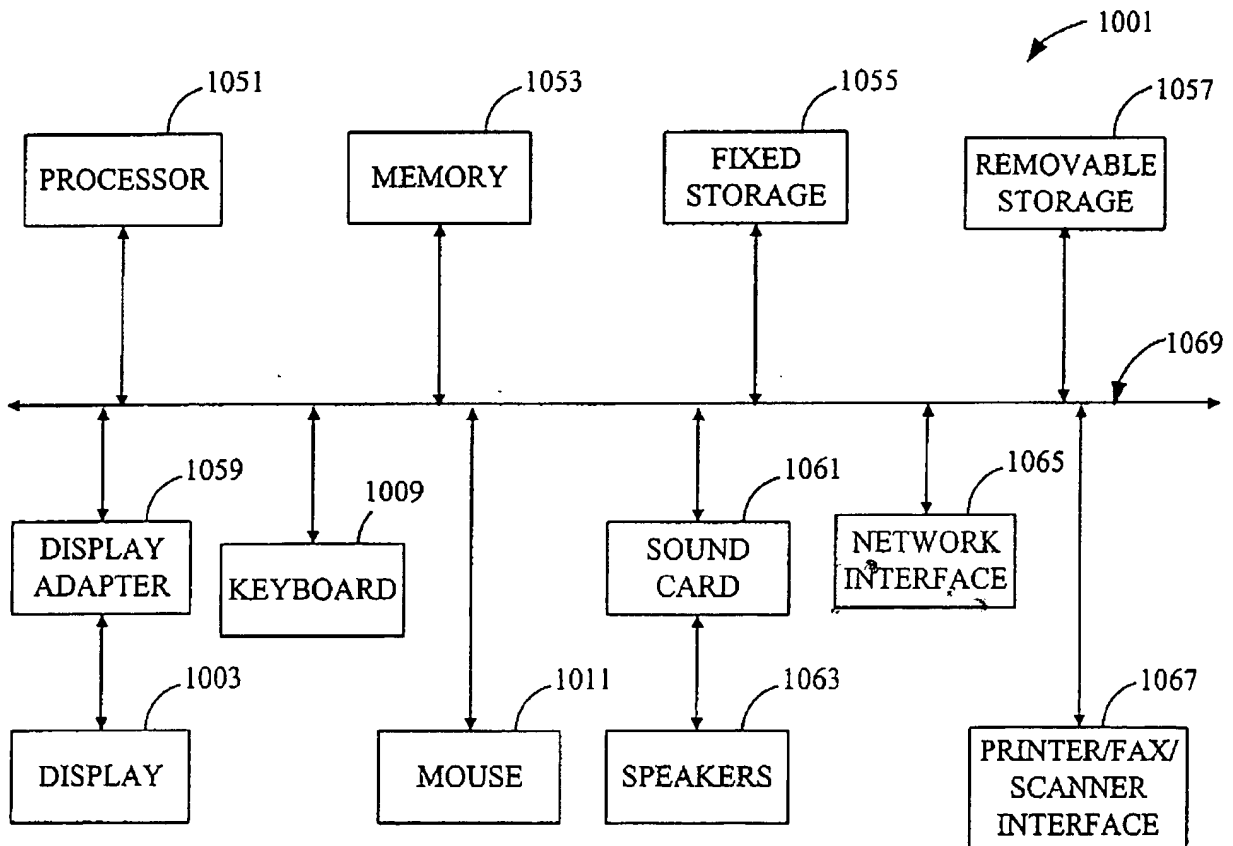 1001
1051
1053
1055
1057
PROCESSOR
MEMORY
FIXED
STORAGE
REMOVABLE
STORAGE
1069
1059
1009
1061
1065
DISPLAY
ADAPTER
KEYBOARD
SOUND
CARD
NETWORK
INTERFACE
1003
1011
1063
1067
DISPLAY
MOUSE
SPEAKERS
PRINTER/FAX/
SCANNER
INTERFACE